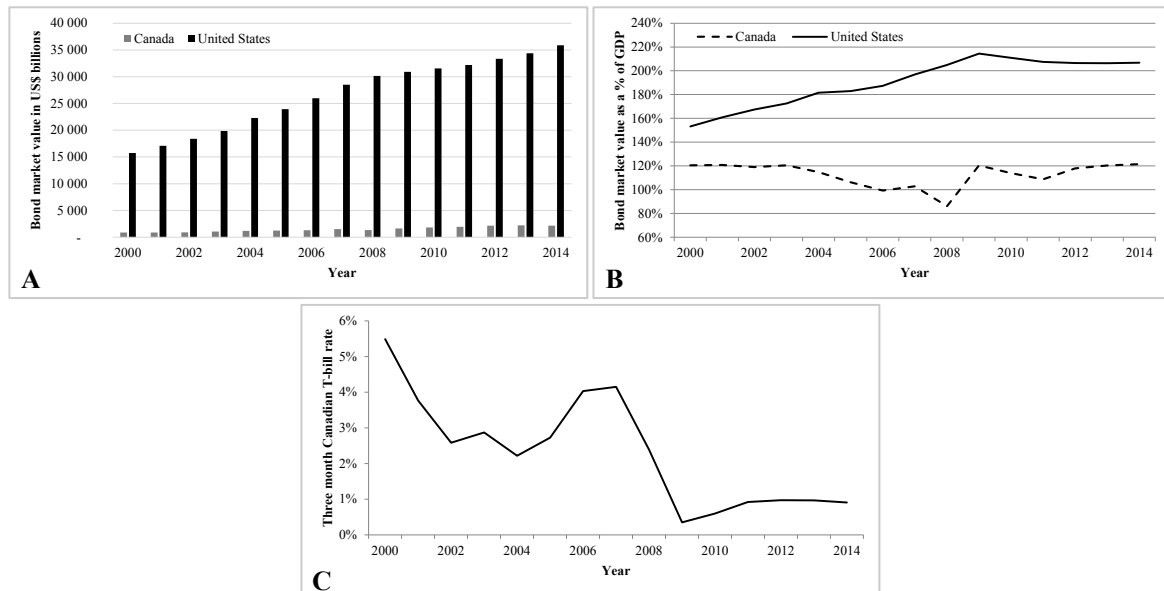 40 000
35 000
30 000
25 000
20 000
15 000
10 000
5 000
-
Bond market value in US$ billions
Canada United States
2000 2002 2004 2006 2008 2010 2012 2014
Year
A
240%
220%
200%
180%
160%
140%
120%
100%
80%
60%
Bond market value as a % of GDP
Canada United States
2000 2002 2004 2006 2008 2010 2012 2014
Year
B
6%
5%
4%
3%
2%
1%
0%
Three month Canadian T-bill rate
2000 2002 2004 2006 2008 2010 2012 2014
Year
C